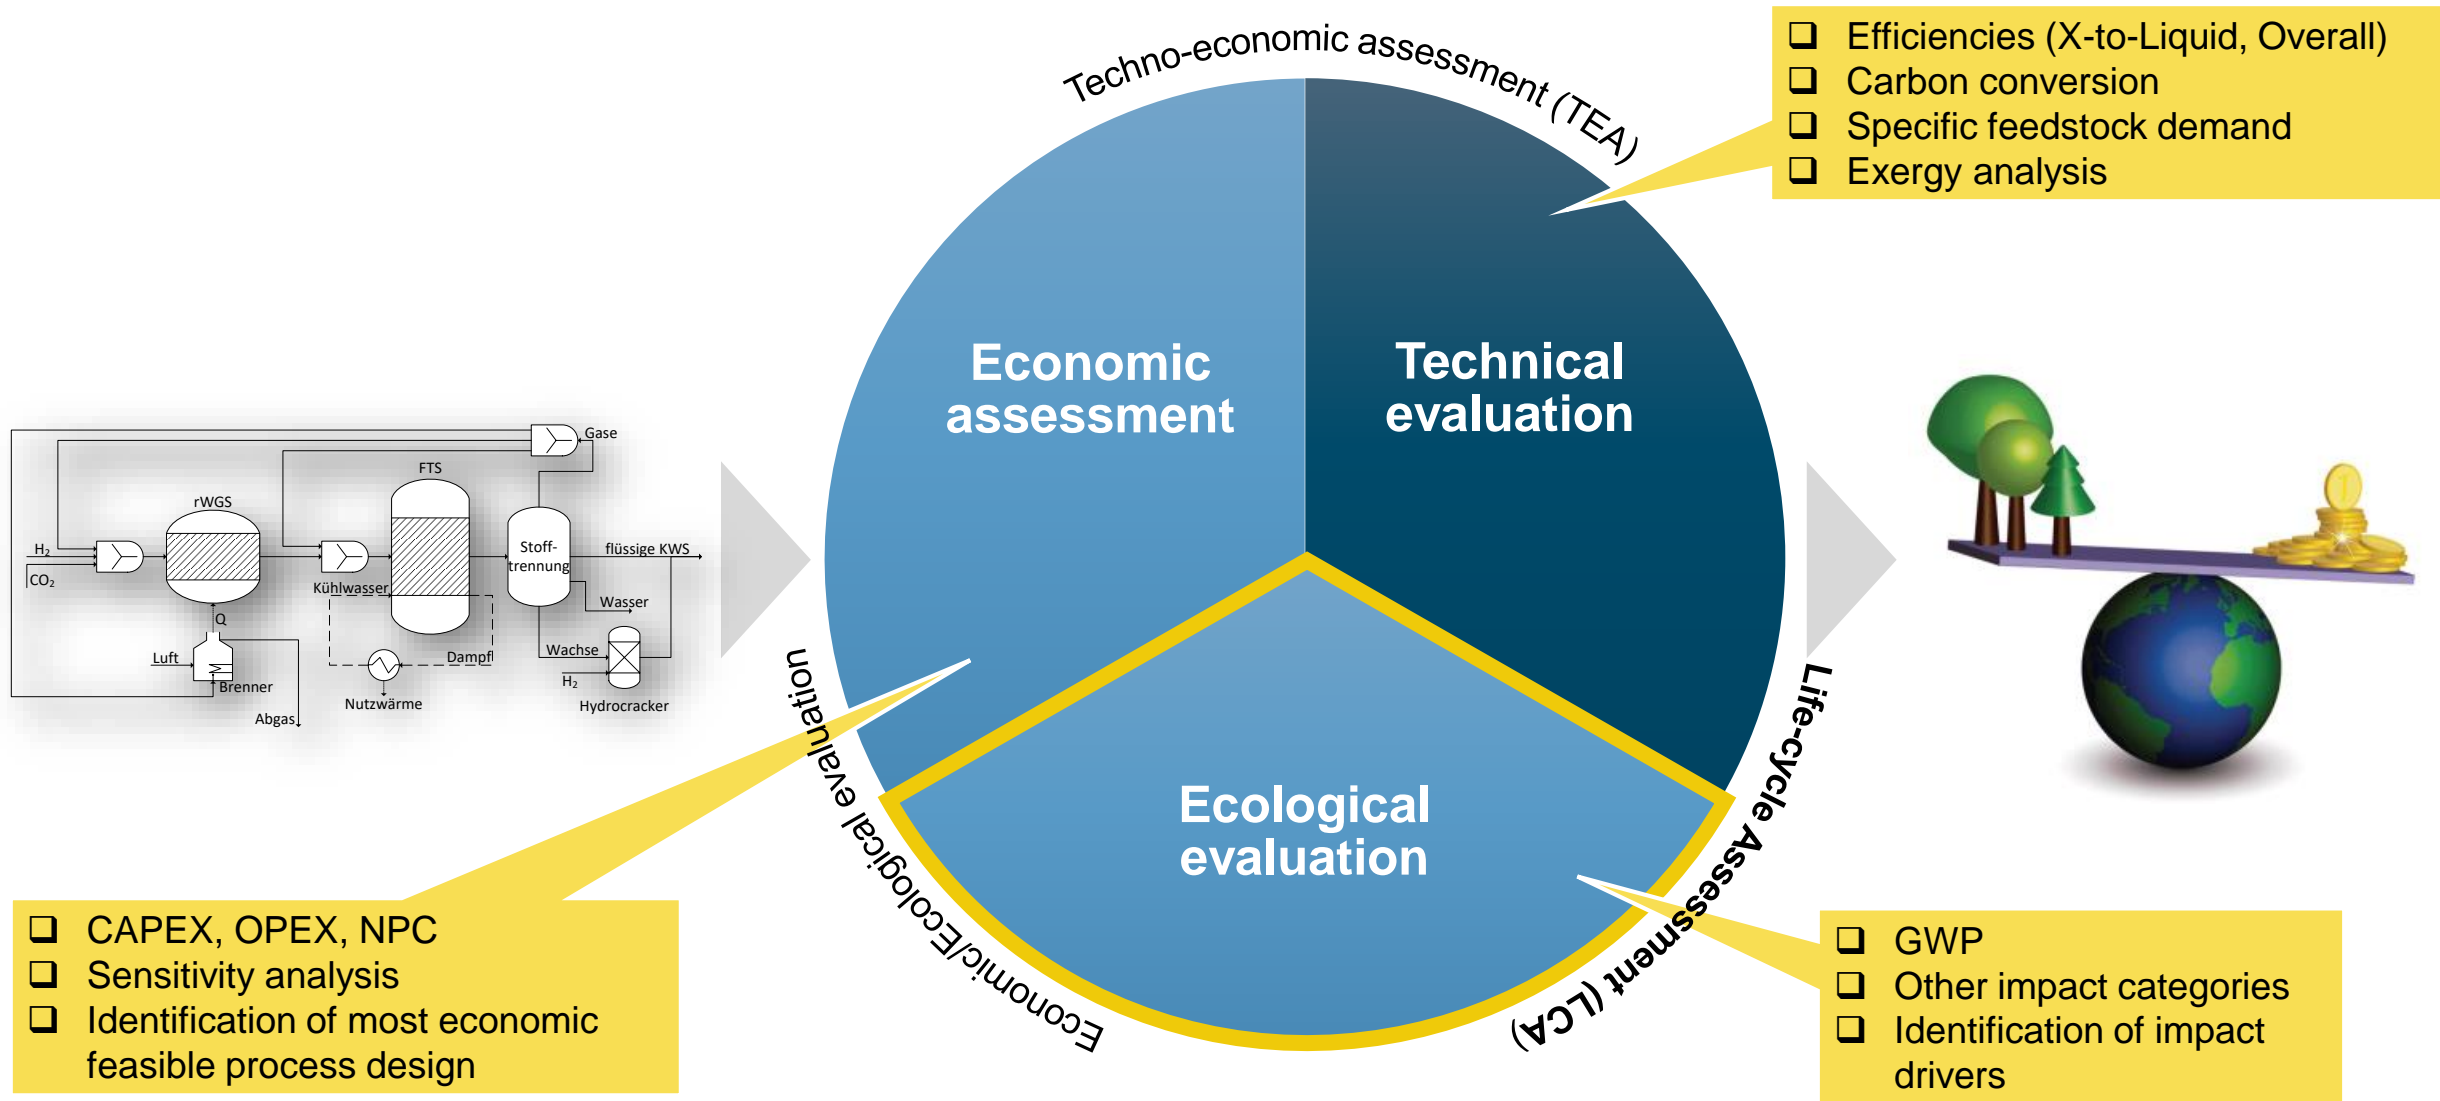 Techno-economic assessment (TEA)
❑ Efficiencies (X-to-Liquid, Overall)
❑ Carbon conversion
❑ Specific feedstock demand
❑ Exergy analysis
Economic
assessment
Technical
evaluation
Ecological
evaluation
Gase
FTS
rWGS
H2
CO2
Kühlwasser
Stoff-
trennung
flüssige KWS
Wasser
Q
Luft
Brenner
Abgas
Dampf
Nutzwärme
Wachse
H2
Hydrocracker
Economic/Ecological evaluation
Life-cycle Assessment (LCA)
❑ CAPEX, OPEX, NPC
❑ Sensitivity analysis
❑ Identification of most economic
feasible process design
❑ GWP
❑ Other impact categories
❑ Identification of impact
drivers